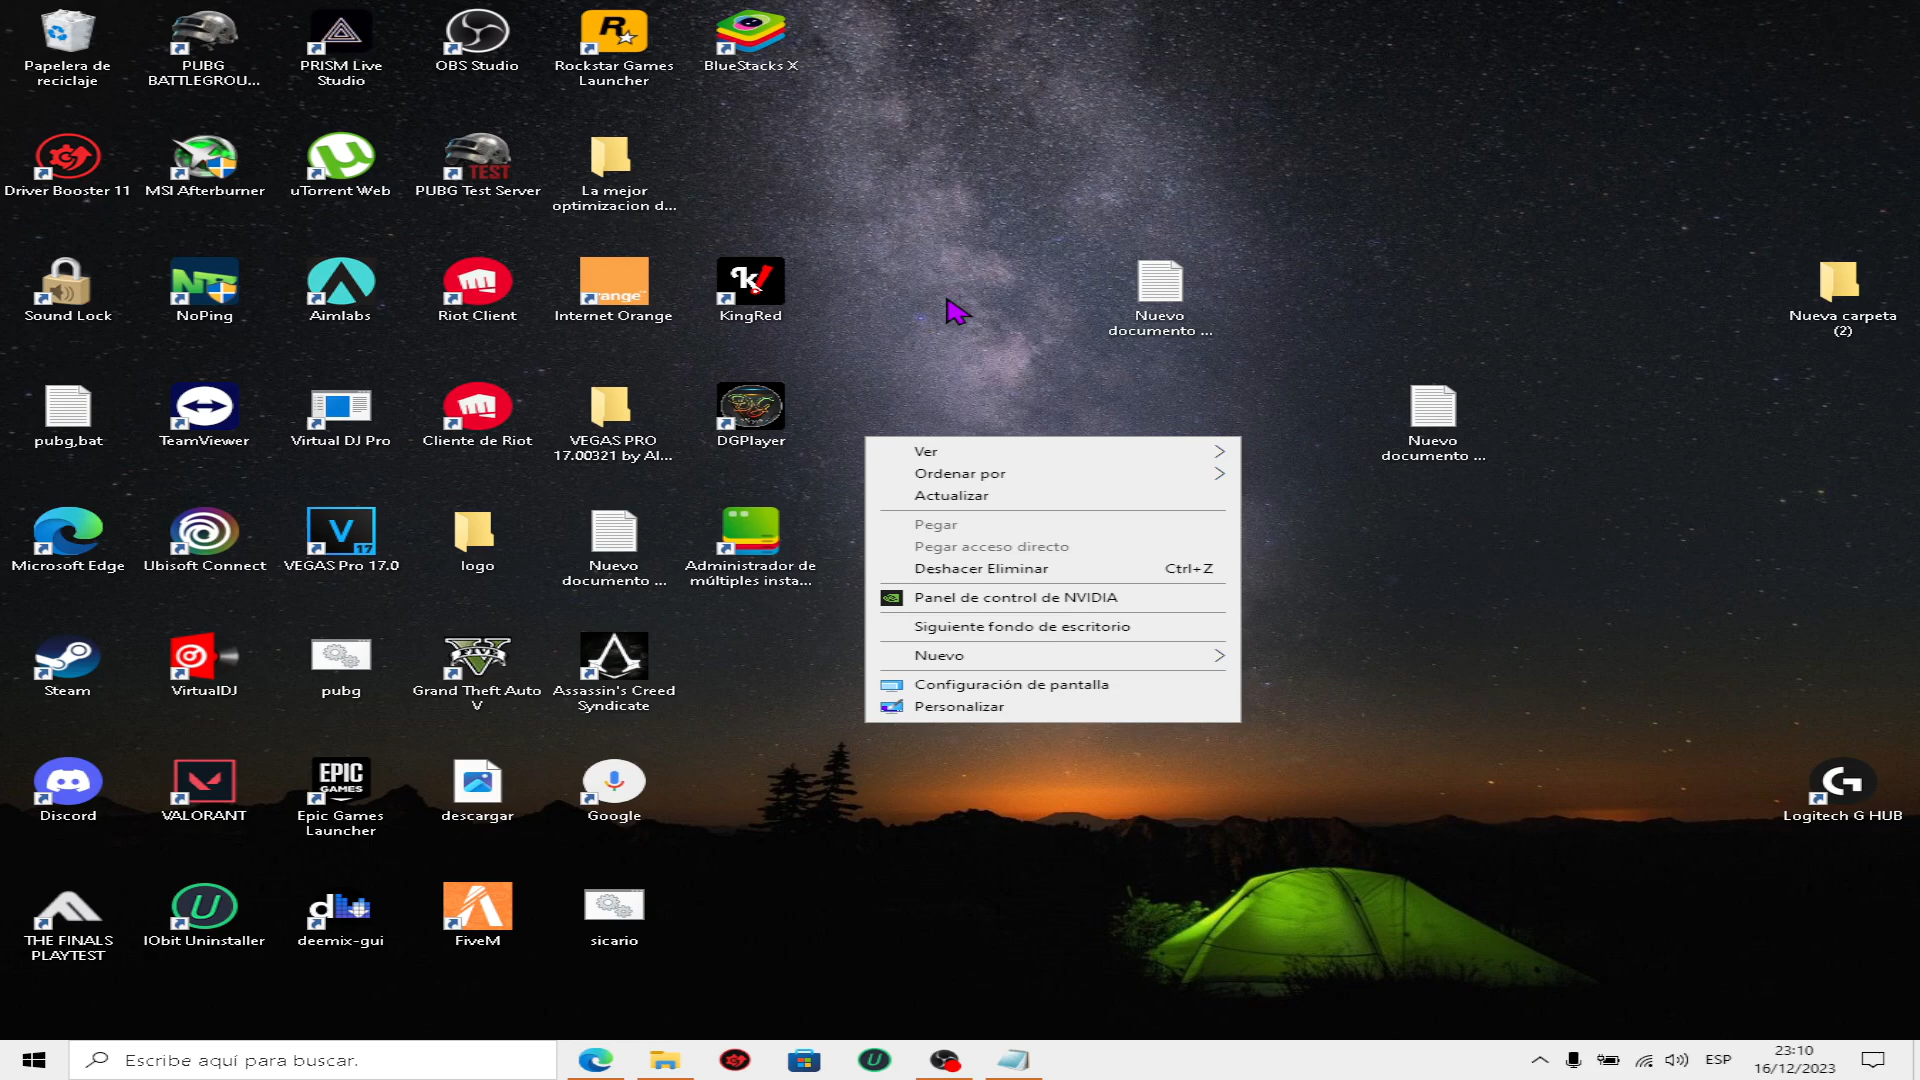 Papelera de
reciclaje
PUBG
BATTLEGROU...
PRISM Live
Studio
OBS Studio
Rockstar Games
Launcher
BlueStacks X
Driver Booster 11
MSI Afterburner
uTorrent Web
TEST
PUBG Test Server
La mejor
optimizacion d...
Sound Lock
NoPing
Aimlabs
Riot Client
Internet Orange
KingRed
Nuevo
documento ...
Nueva carpeta
(2)
pubg,bat
TeamViewer
Virtual DJ Pro
Cliente de Riot
VEGAS PRO
17.00321 by Al...
DGPlayer
Nuevo
documento ...
Ver
Ordenar por
Actualizar
Pegar
Pegar acceso directo
Deshacer Eliminar Ctrl+Z
Panel de control de NVIDIA
Siguiente fondo de escritorio
Nuevo
Configuración de pantalla
Personalizar
Microsoft Edge
Ubisoft Connect
V
17
VEGAS Pro 17.0
logo
Nuevo
documento ...
Administrador de
múltiples insta...
Steam
VirtualDJ
pubg
FIVE
Grand Theft Auto
V
Assassin's Creed
Syndicate
Discord
VALORANT
EPIC
GAMES
Epic Games
Launcher
descargar
Google
Logitech G HUB
THE FINALS
PLAYTEST
IObit Uninstaller
deemix-gui
FiveM
sicario
Escribe aquí para buscar.
ESP
23:10
16/12/2023